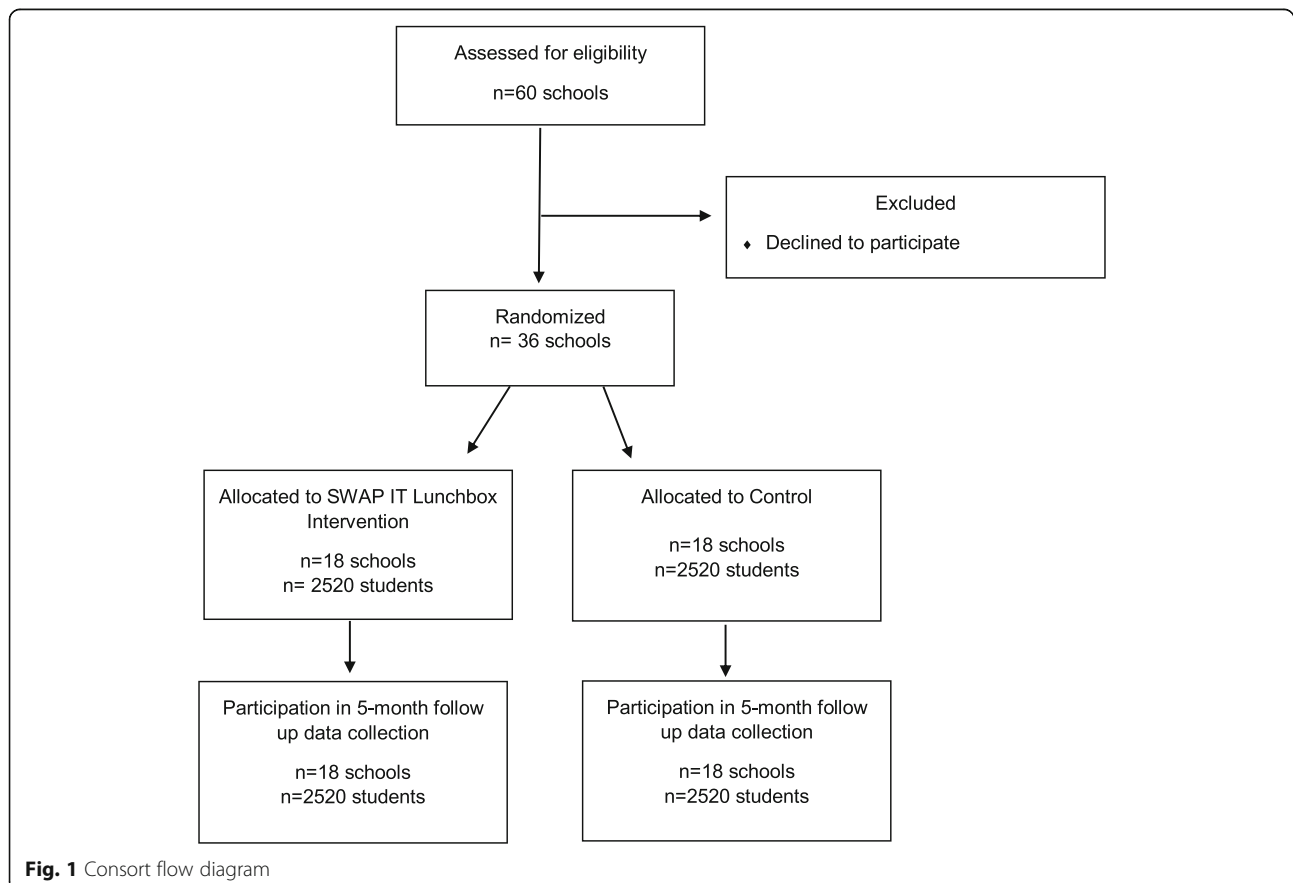 Assessed for eligibility
n=60 schools
Excluded
♦ Declined to participate
Randomized
n= 36 schools
Allocated to SWAP IT Lunchbox
Intervention
n=18 schools
n= 2520 students
Allocated to Control
n=18 schools
n=2520 students
Participation in 5-month follow
up data collection
n=18 schools
n=2520 students
Participation in 5-month follow
up data collection
n=18 schools
n=2520 students
Fig. 1 Consort flow diagram